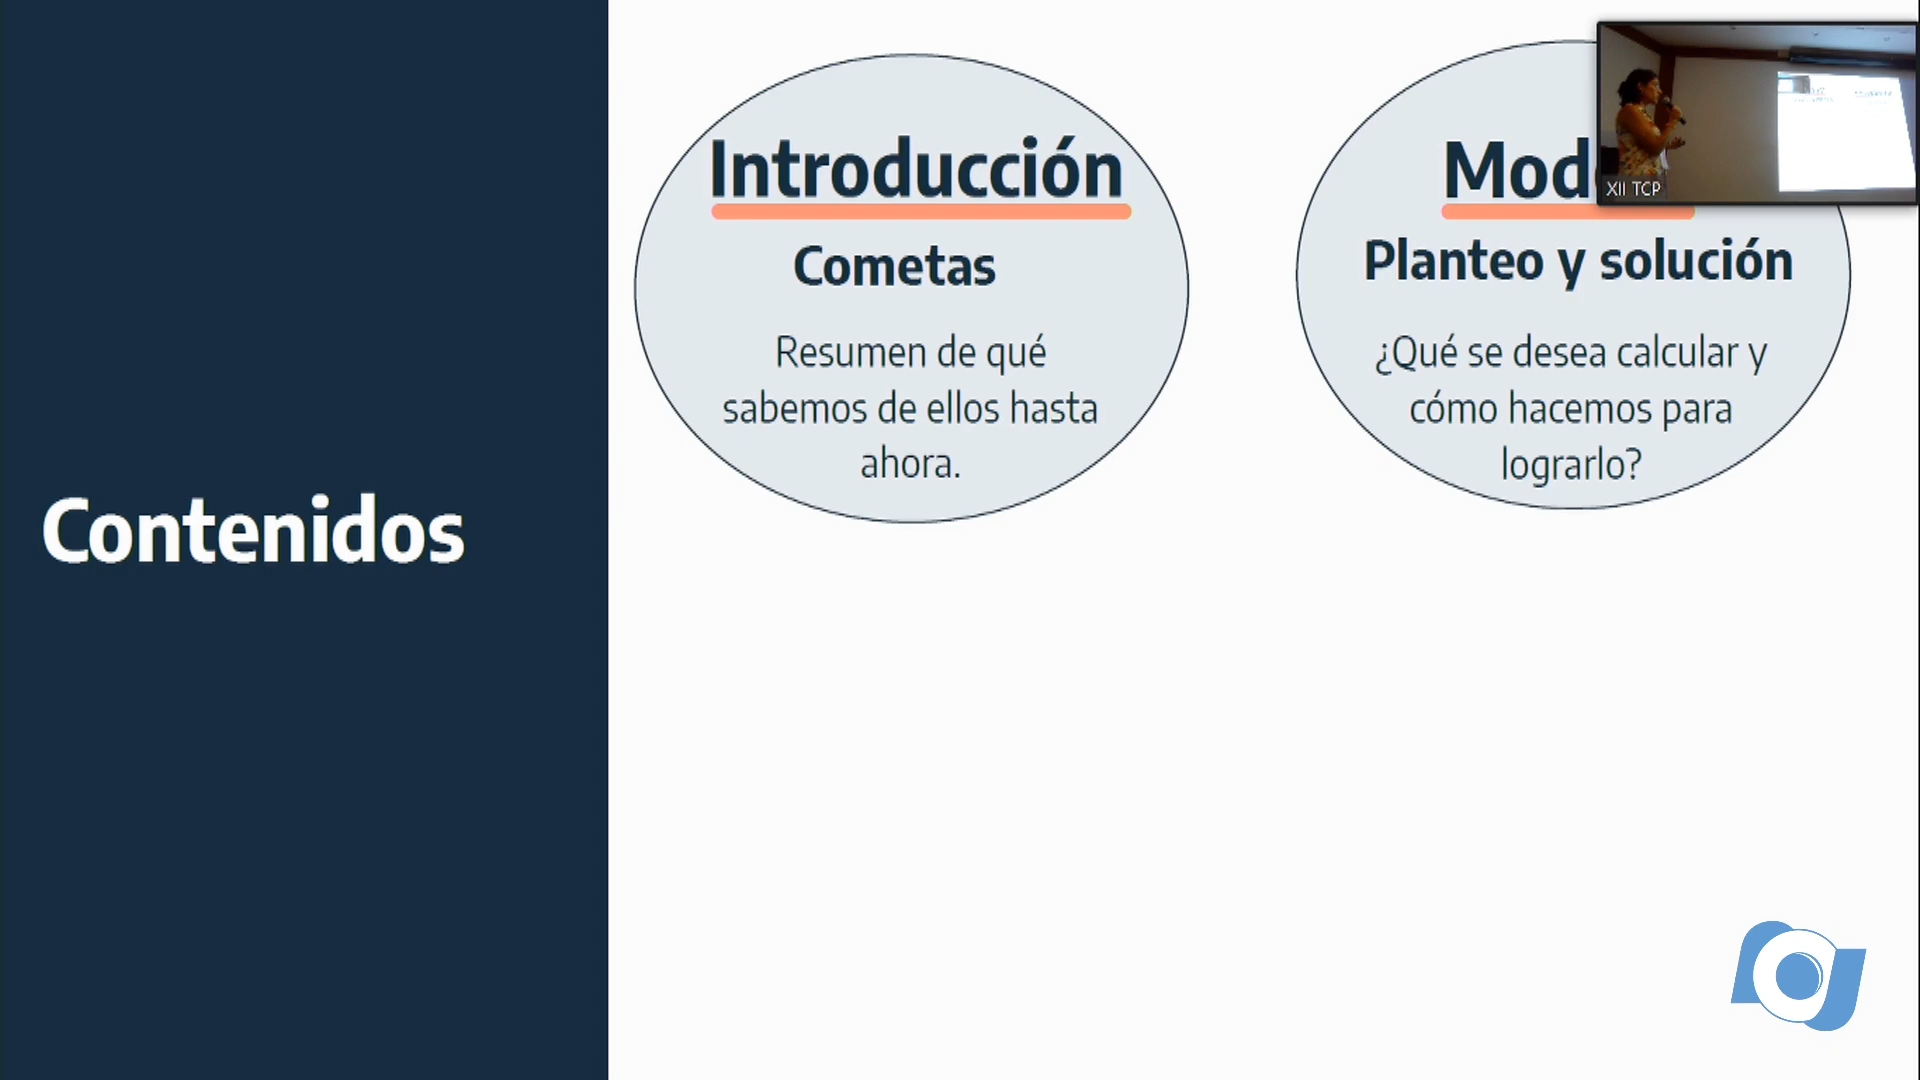 Contenidos
Introducción
Cometas
Resumen de qué
sabemos de ellos hasta
ahora.
Planteo y solución
¿Qué se desea calcular y
cómo hacemos para
lograrlo?
XII TCP